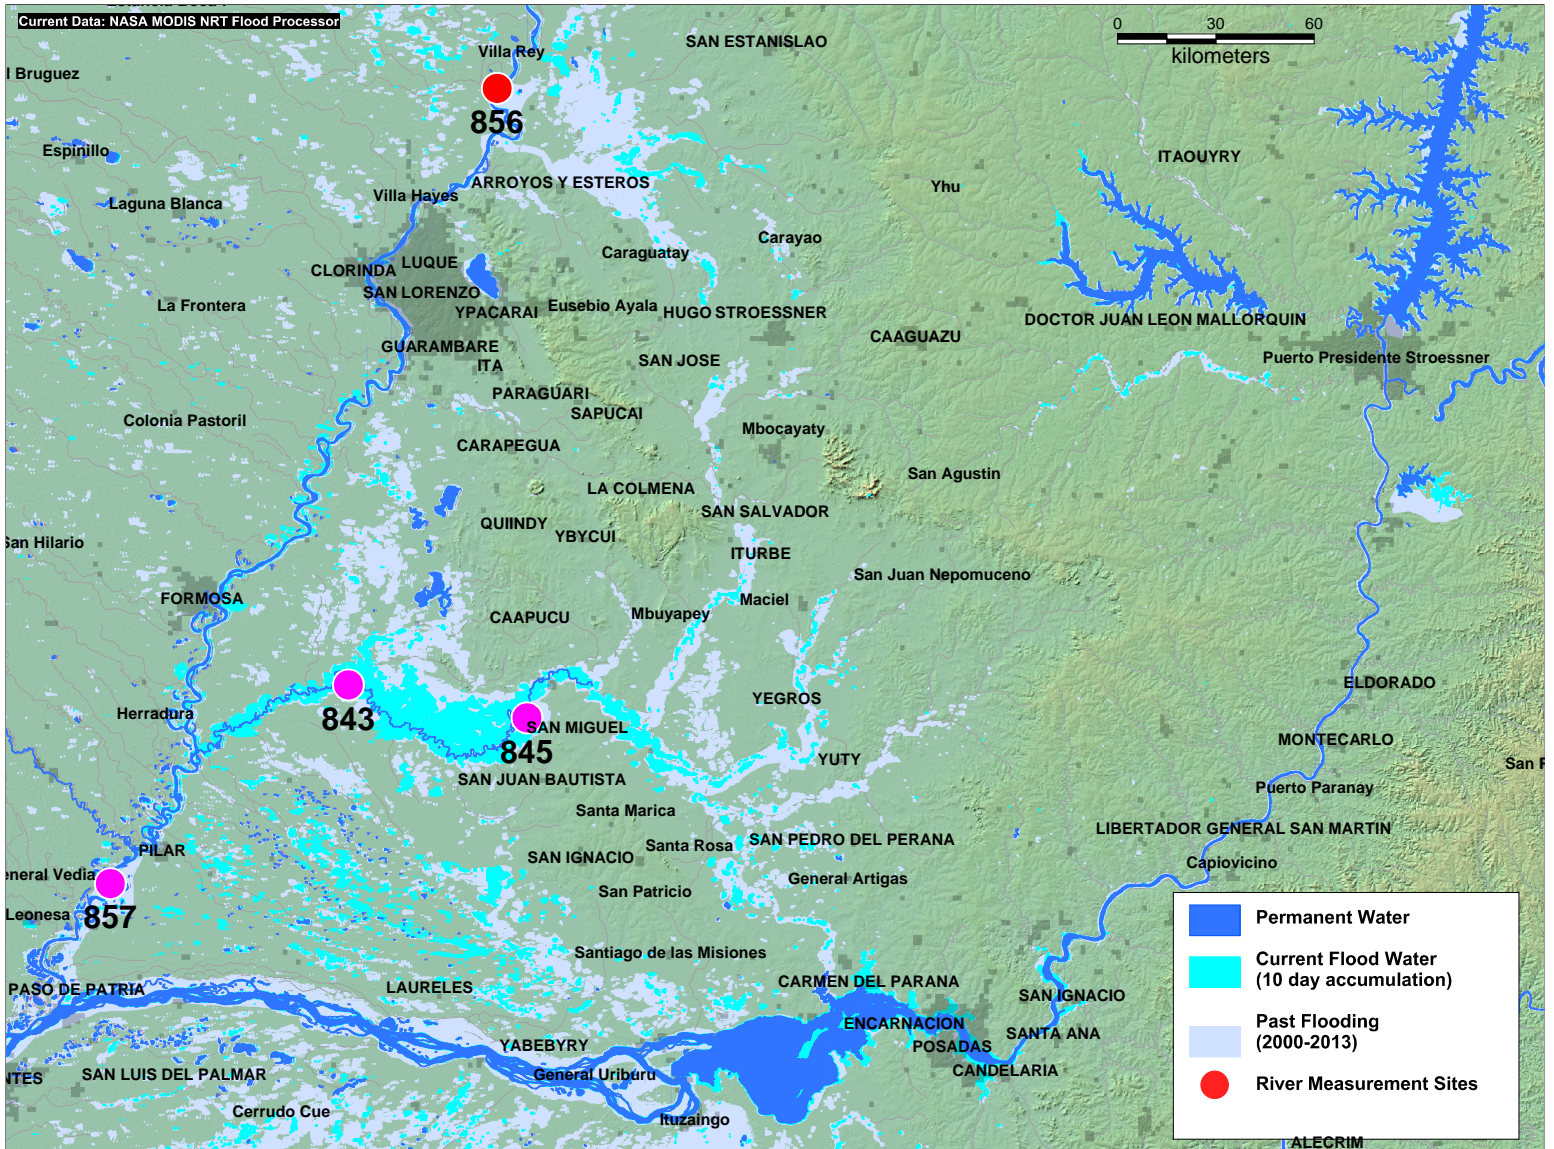 Current Data: NASA MODIS NRT Flood Processor
0 30 60
kilometers
Villa Rey
SAN ESTANISLAO
l Bruguez
856
Espinillo
ITAOUYRY
ARROYOS Y ESTEROS
Yhu
Villa Hayes
Laguna Blanca
Carayao
Caraguatay
LUQUE
CLORINDA
SAN LORENZO
La Frontera
YPACARAI
Eusebio Ayala
HUGO STROESSNER
DOCTOR JUAN LEON MALLORQUIN
CAAGUAZU
GUARAMBARE
Puerto Presidente Stroessner
ITA
SAN JOSE
PARAGUARI
SAPUCAI
Colonia Pastoril
Mbocayaty
CARAPEGUA
San Agustin
LA COLMENA
SAN SALVADOR
QUIINDY
YBYCUI
San Hilario
ITURBE
San Juan Nepomuceno
FORMOSA
Maciel
CAAPUCU
Mbuyapey
ELDORADO
YEGROS
Herradura
843
SAN MIGUEL
845
MONTECARLO
YUTY
San P
SAN JUAN BAUTISTA
Puerto Paranay
Santa Marica
LIBERTADOR GENERAL SAN MARTIN
SAN PEDRO DEL PERANA
Santa Rosa
PILAR
SAN IGNACIO
Capiovicino
eneral Vedia
General Artigas
San Patricio
Leonesa
857
Permanent Water
Santiago de las Misiones
Current Flood Water
(10 day accumulation)
CARMEN DEL PARANA
LAURELES
PASO DE PATRIA
SAN IGNACIO
ENCARNACION
Past Flooding
(2000-2013)
SANTA ANA
YABEBYRY
POSADAS
CANDELARIA
General Uriburu
SAN LUIS DEL PALMAR
NTES
River Measurement Sites
Cerrudo Cue
Ituzaingo
ALECRIM